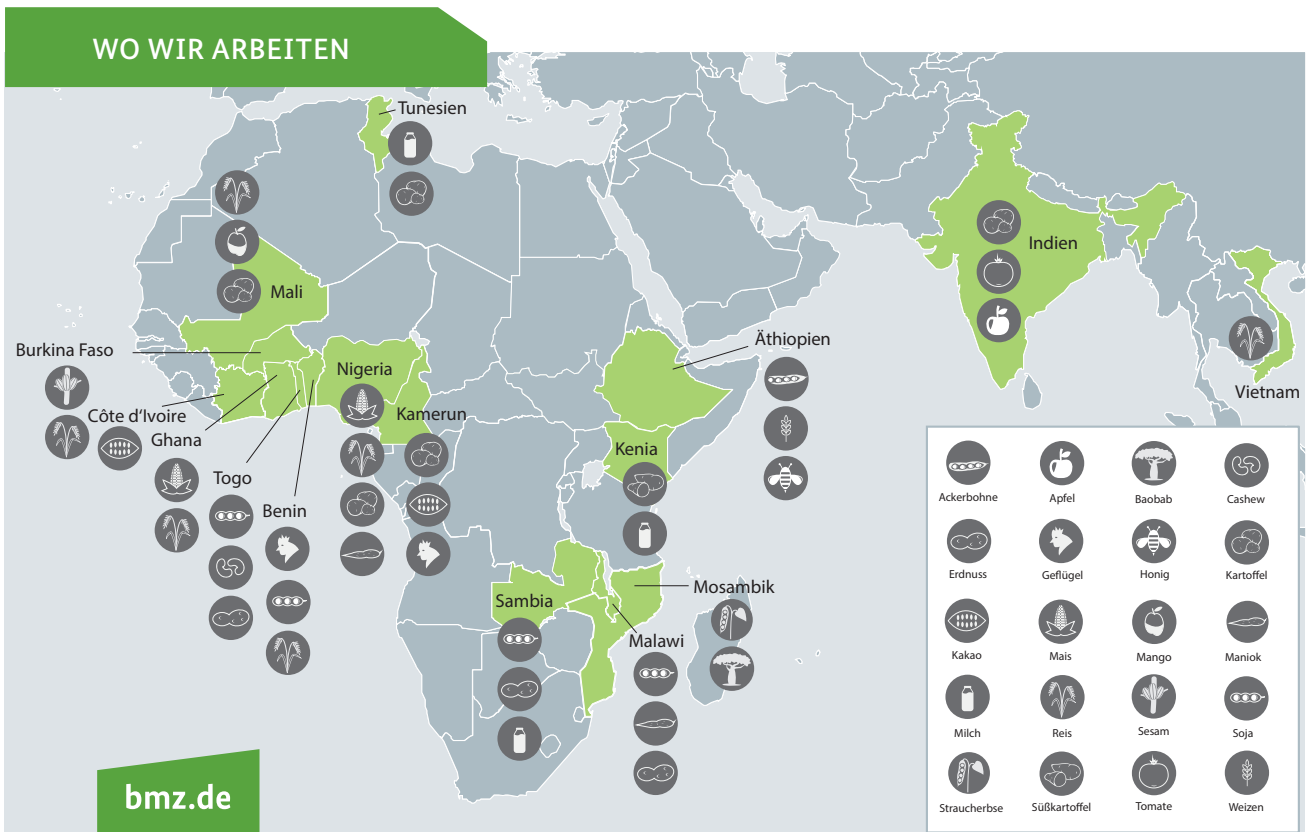 WO WIR ARBEITEN
Tunesien
Mali
Indien
Burkina Faso
Nigeria
Äthiopien
Vietnam
Côte d'Ivoire
Kamerun
Ghana
Kenia
Togo
Benin
Sambia
Mosambik
Malawi
Ackerbohne
Apfel
Baobab
Cashew
Erdnuss
Geflügel
Honig
Kartoffel
Kakao
Mais
Mango
Maniok
Milch
Reis
Sesam
Soja
Straucherbse
Süßkartoffel
Tomate
Weizen
bmz.de